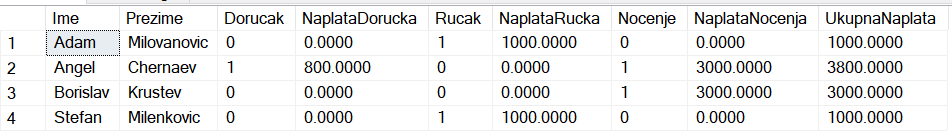 Ime Prezime Dorucak NaplataDorucka Rucak NaplataRucka Nocenje NaplataNocenja UkupnaNaplata
1 Adam Milovanovic 0 0.0000 1 1000.0000 0 0.0000 1000.0000
2 Angel Chernaev 1 800.0000 0 0.0000 1 3000.0000 3800.0000
3 Borislav Krustev 0 0.0000 0 0.0000 1 3000.0000 3000.0000
4 Stefan Milenkovic 0 0.0000 1 1000.0000 0 0.0000 1000.0000